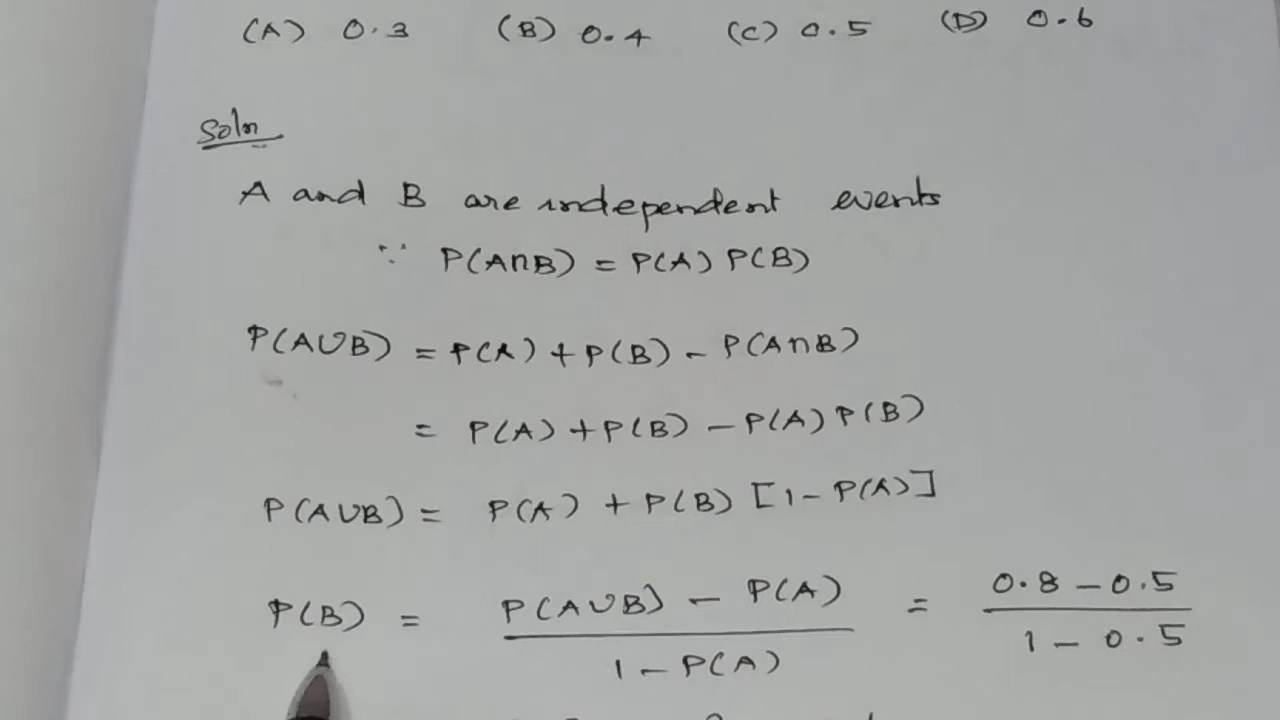 (A) 0.3 (B) 0.4 (C) 0.5 (D) 0.6
Soln
A and B are independent events
∵ P(A∩B) = P(A) P(B)
P(A∪B) = P(A) + P(B) - P(A∩B)
= P(A) + P(B) - P(A) P(B)
P(A∪B) = P(A) + P(B) [1 - P(A)]
P(B) = P(A∪B) - P(A) / 1 - P(A) = 0.8 - 0.5 / 1 - 0.5